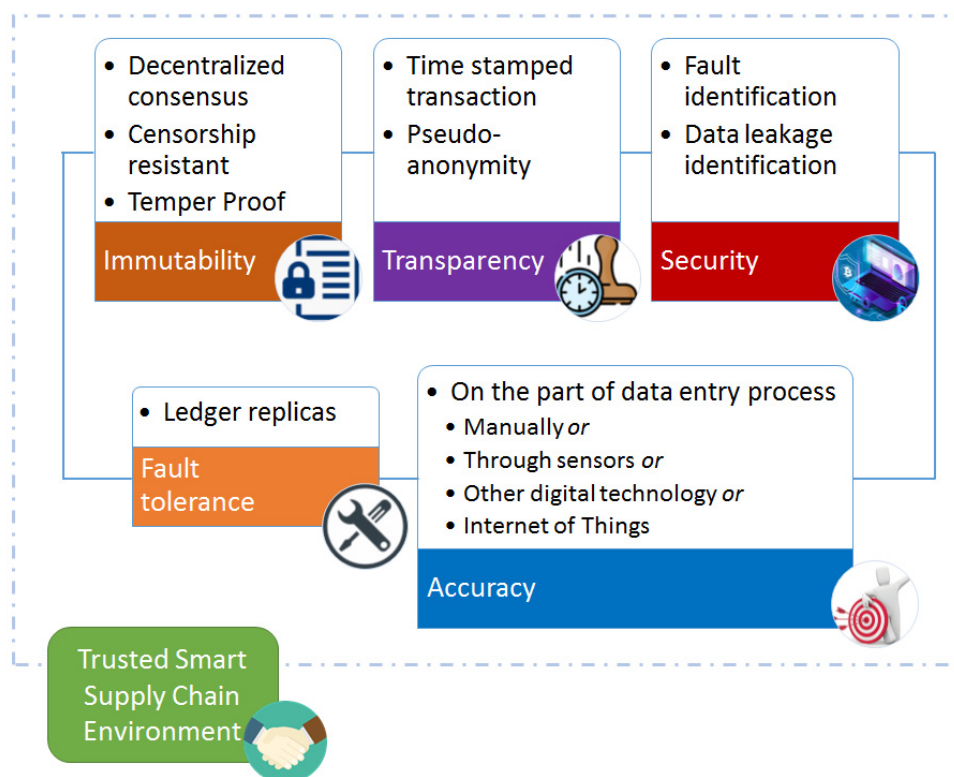 • Decentralized
consensus
• Censorship
resistant
• Temper Proof
Immutability
• Time stamped
transaction
• Pseudo-
anonymity
Transparency
• Fault
identification
• Data leakage
identification
Security
• Ledger replicas
Fault
tolerance
• On the part of data entry process
• Manually or
• Through sensors or
• Other digital technology or
• Internet of Things
Accuracy
Trusted Smart
Supply Chain
Environment